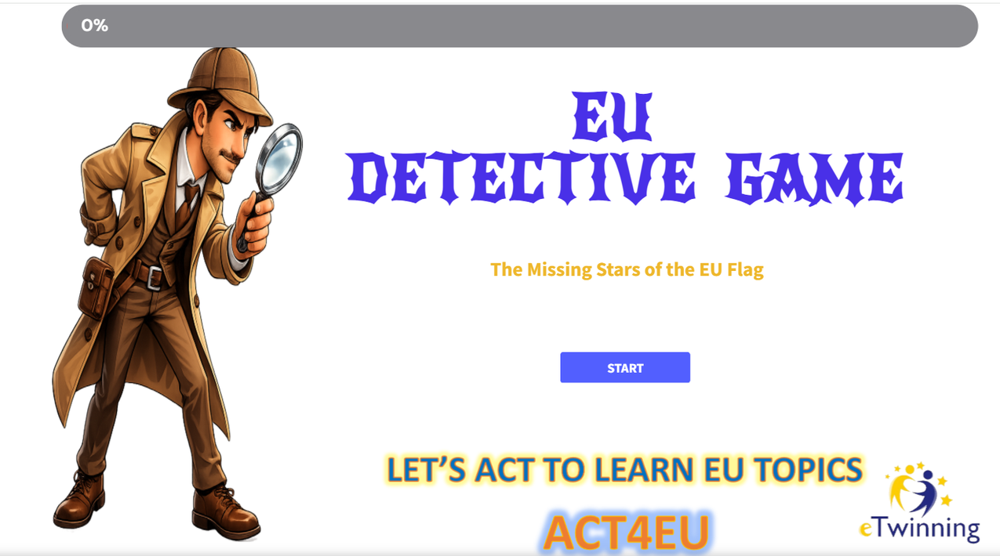 0%
EU
DETECTIVE GAME
The Missing Stars of the EU Flag
START
LET'S ACT TO LEARN EU TOPICS
ACT4EU
eTwinning